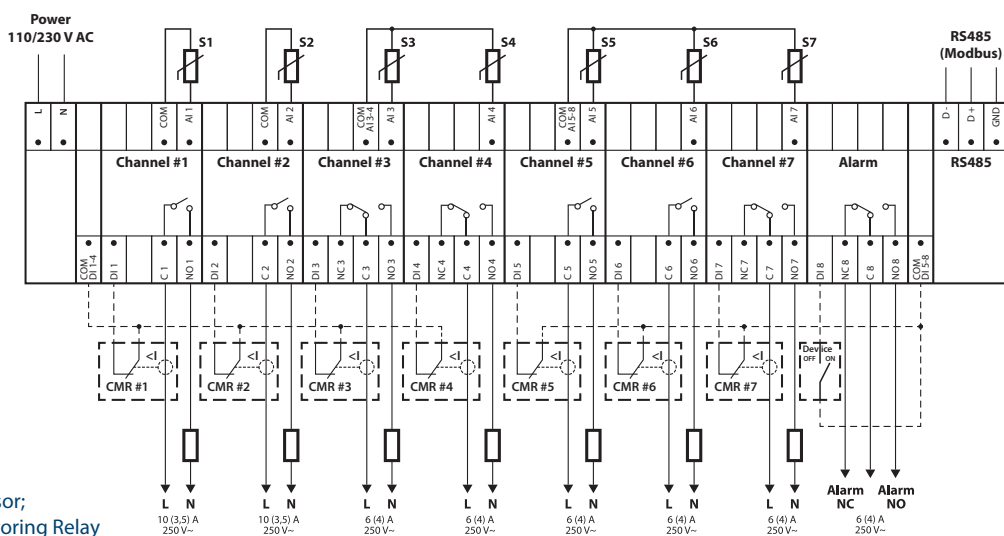 Power
110/230 V AC
S1 S2 S3 S4 S5 S6 S7
RS485
(Modbus)
L N COM AI 1 COM AI 2 COM AI 3-4 AI 3 AI 4 COM AI 5-8 AI 5 AI 6 AI 7 D - D + GND
Channel #1 Channel #2 Channel #3 Channel #4 Channel #5 Channel #6 Channel #7 Alarm RS485
COM DI 1-4 DI 1 C 1 NO 1 DI 2 C 2 NO 2 DI 3 NC 3 C 3 NO 3 DI 4 NC 4 C 4 NO 4 DI 5 C 5 NO 5 DI 6 C 6 NO 6 DI 7 NC 7 C 7 NO 7 DI 8 NC 8 C 8 NO 8 COM DI 5-8
Device
OFF ON
<I <I <I <I <I <I <I
CMR #1 CMR #2 CMR #3 CMR #4 CMR #5 CMR #6 CMR #7
Alarm Alarm
L N L N L N L N L N L N L N NC NO
10 (3,5) A 10 (3,5) A 6 (4) A 6 (4) A 6 (4) A 6 (4) A 6 (4) A 6 (4) A
250 V~ 250 V~ 250 V~ 250 V~ 250 V~ 250 V~ 250 V~ 250 V~
sor;
oring Relay